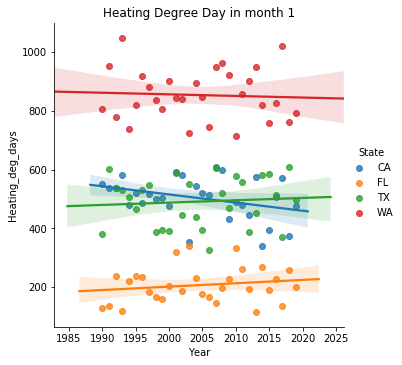 Heating Degree Day in month 1
1000
800
600
400
200
Heating_deg_days
1985 1990 1995 2000 2005 2010 2015 2020 2025
Year
State
CA
FL
TX
WA